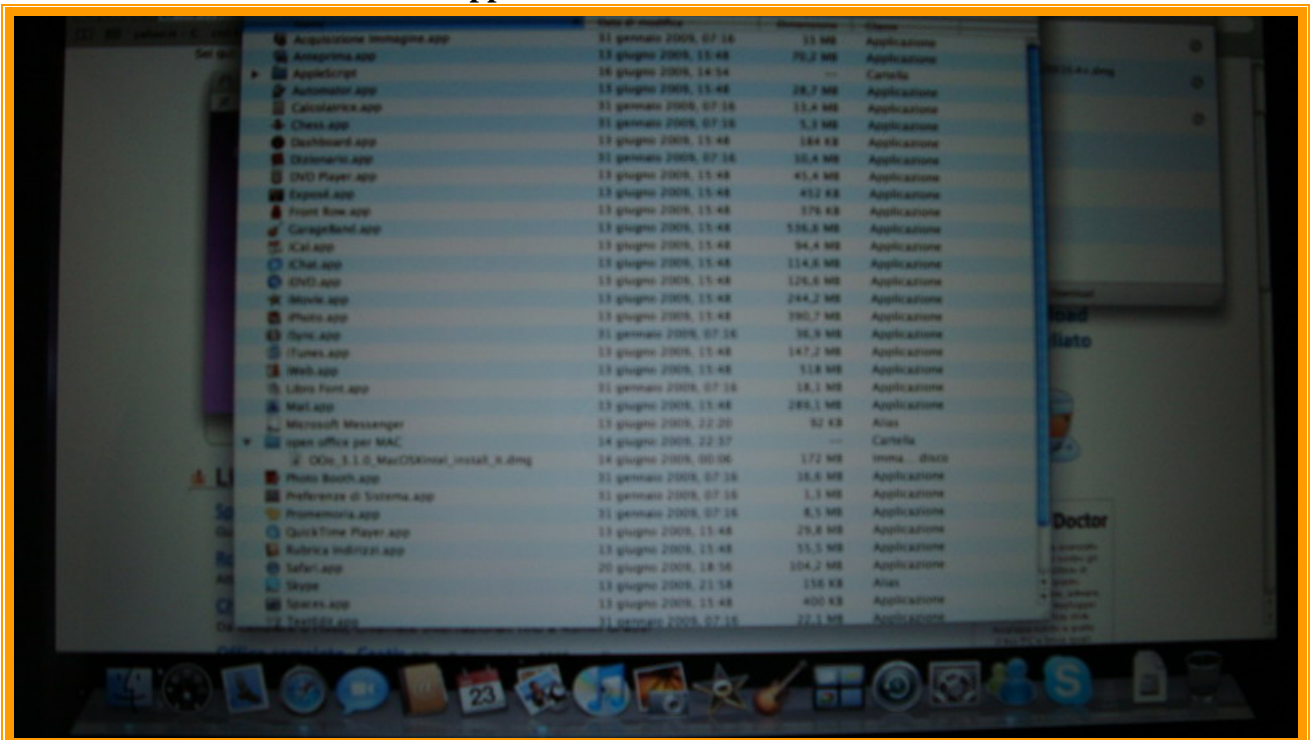 Data di modifica Dimensione Classe
Acquisizione Immagine.app 31 gennaio 2009, 07:16 15 MB Applicazione
Anteprima.app 13 giugno 2009, 15:48 70,2 MB Applicazione
AppleScript 16 giugno 2009, 14:54 -- Cartella
Automator.app 13 giugno 2009, 15:48 28,7 MB Applicazione
Calcolatrice.app 31 gennaio 2009, 07:16 13,4 MB Applicazione
Chess.app 31 gennaio 2009, 07:16 5,3 MB Applicazione
Dashboard.app 13 giugno 2009, 15:48 184 KB Applicazione
Dizionario.app 31 gennaio 2009, 07:16 10,4 MB Applicazione
DVD Player.app 13 giugno 2009, 15:48 45,4 MB Applicazione
Exposé.app 13 giugno 2009, 15:48 452 KB Applicazione
Front Row.app 13 giugno 2009, 15:48 376 KB Applicazione
GarageBand.app 13 giugno 2009, 15:48 536,6 MB Applicazione
iCal.app 13 giugno 2009, 15:48 94,4 MB Applicazione
iChat.app 13 giugno 2009, 15:48 114,6 MB Applicazione
iDVD.app 13 giugno 2009, 15:48 126,6 MB Applicazione
iMovie.app 13 giugno 2009, 15:48 244,2 MB Applicazione
iPhoto.app 13 giugno 2009, 15:48 390,7 MB Applicazione
iSync.app 31 gennaio 2009, 07:16 36,9 MB Applicazione
iTunes.app 13 giugno 2009, 15:48 147,2 MB Applicazione
iWeb.app 13 giugno 2009, 15:48 518 MB Applicazione
Libro Font.app 31 gennaio 2009, 07:16 18,1 MB Applicazione
Mail.app 13 giugno 2009, 15:48 289,1 MB Applicazione
Microsoft Messenger 13 giugno 2009, 22:20 92 KB Alias
open office per MAC 14 giugno 2009, 22:37 -- Cartella
OOo_3.1.0_MacOSXIntel_install_it.dmg 14 giugno 2009, 00:06 172 MB Imma... disco
Photo Booth.app 31 gennaio 2009, 07:16 16,6 MB Applicazione
Preferenze di Sistema.app 31 gennaio 2009, 07:16 1,3 MB Applicazione
Promemoria.app 31 gennaio 2009, 07:16 8,5 MB Applicazione
QuickTime Player.app 13 giugno 2009, 15:48 29,8 MB Applicazione
Rubrica Indirizzi.app 13 giugno 2009, 15:48 55,5 MB Applicazione
Safari.app 20 giugno 2009, 18:56 104,2 MB Applicazione
Skype 13 giugno 2009, 21:58 156 KB Alias
Spaces.app 13 giugno 2009, 15:48 400 KB Applicazione
TextEdit.app 31 gennaio 2009, 07:16 22,1 MB Applicazione
Doctor
23